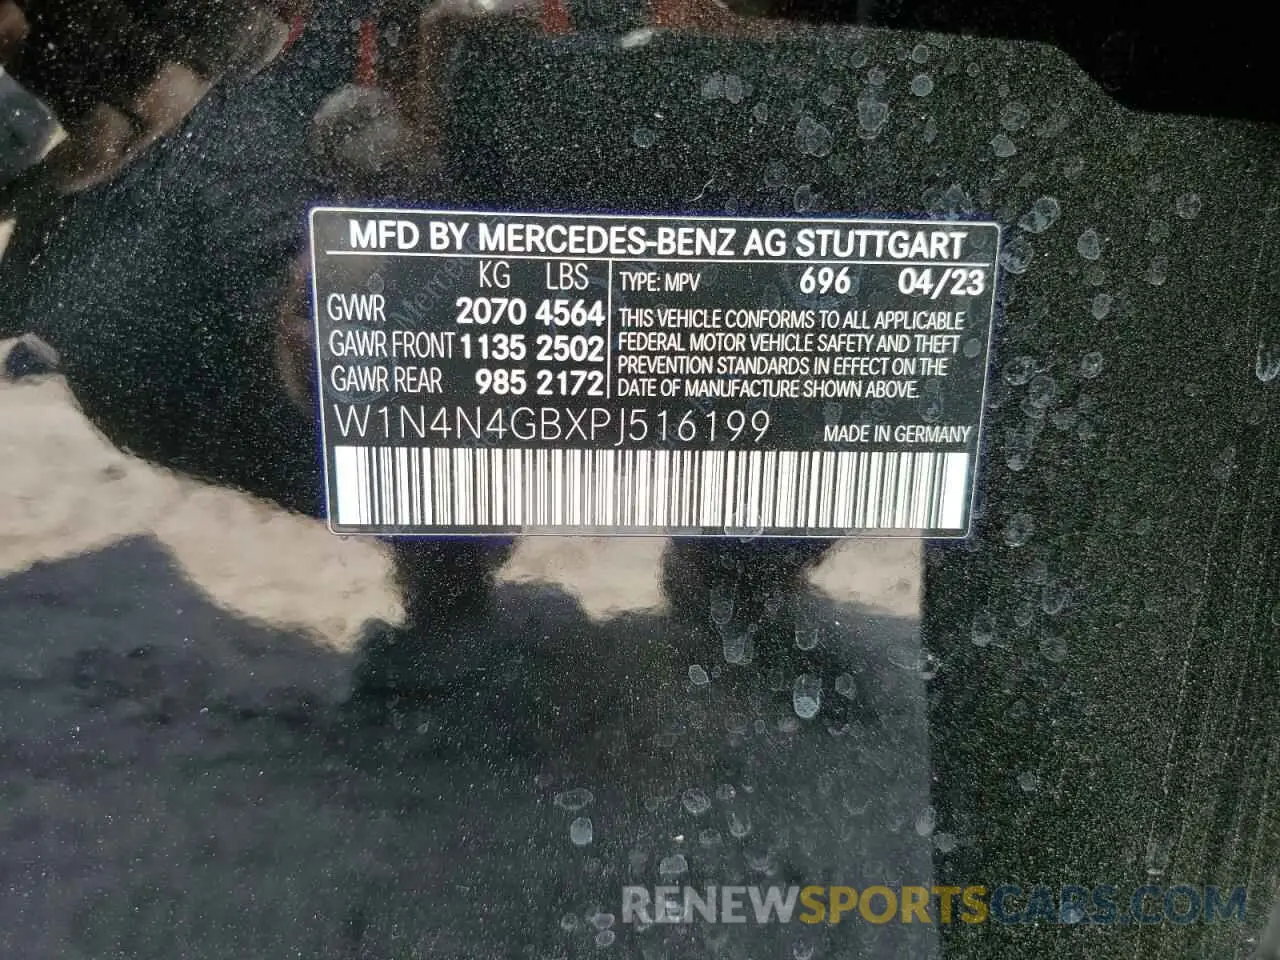 MFD BY MERCEDES-BENZ AG STUTTGART
KG LBS
TYPE: MPV 696 04/23
GVWR 2070 4564
GAWR FRONT 1135 2502
GAWR REAR 985 2172
THIS VEHICLE CONFORMS TO ALL APPLICABLE
FEDERAL MOTOR VEHICLE SAFETY AND THEFT
PREVENTION STANDARDS IN EFFECT ON THE
DATE OF MANUFACTURE SHOWN ABOVE.
W1N4N4GBXPJ516199
MADE IN GERMANY
RENEWSPORTSCARS.COM